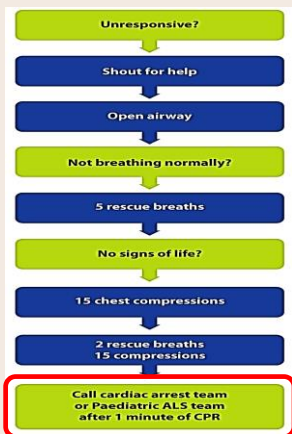 Unresponsive?
Shout for help
Open airway
Not breathing normally?
5 rescue breaths
No signs of life?
15 chest compressions
2 rescue breaths
15 compressions
Call cardiac arrest team
or Paediatric ALS team
after 1 minute of CPR